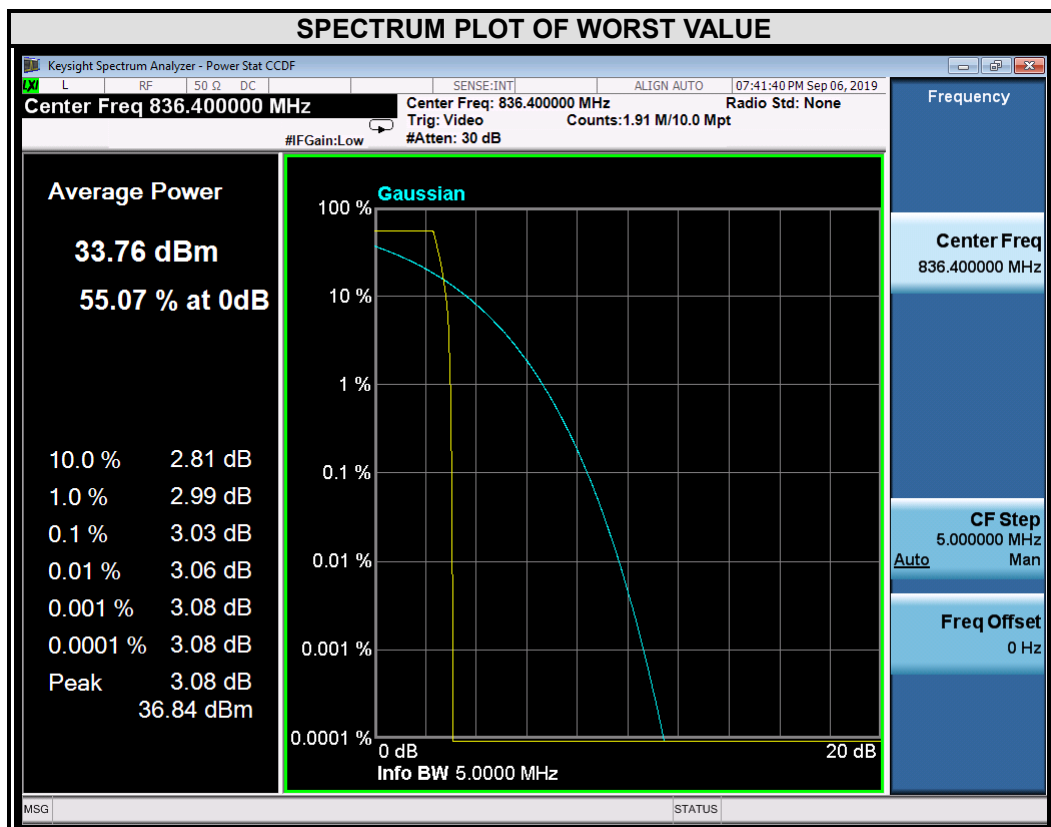 SPECTRUM PLOT OF WORST VALUE
Keysight Spectrum Analyzer - Power Stat CCDF
LXI L RF 50 Ω DC SENSE:INT ALIGN AUTO 07:41:40 PM Sep 06, 2019
Center Freq 836.400000 MHz
Center Freq: 836.400000 MHz Radio Std: None
Trig: Video Counts:1.91 M/10.0 Mpt
#IFGain:Low #Atten: 30 dB
Average Power
33.76 dBm
55.07 % at 0dB
10.0 % 2.81 dB
1.0 % 2.99 dB
0.1 % 3.03 dB
0.01 % 3.06 dB
0.001 % 3.08 dB
0.0001 % 3.08 dB
Peak 3.08 dB
36.84 dBm
Gaussian
100 %
10 %
1 %
0.1 %
0.01 %
0.001 %
0.0001 %
0 dB 20 dB
Info BW 5.0000 MHz
Frequency
Center Freq
836.400000 MHz
CF Step
5.000000 MHz
Auto Man
Freq Offset
0 Hz
MSG STATUS